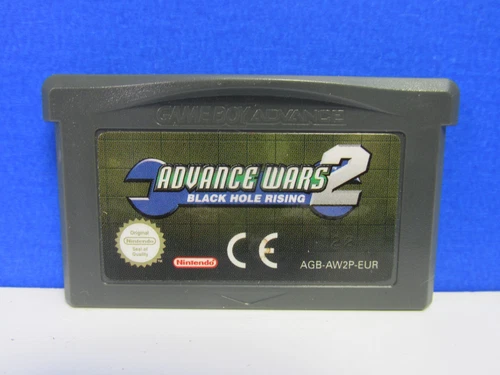 GAME BOY ADVANCE
ADVANCE WARS 2
BLACK HOLE RISING
Original
Nintendo
Seal of
Quality
Nintendo
CE
AGB-AW2P-EUR